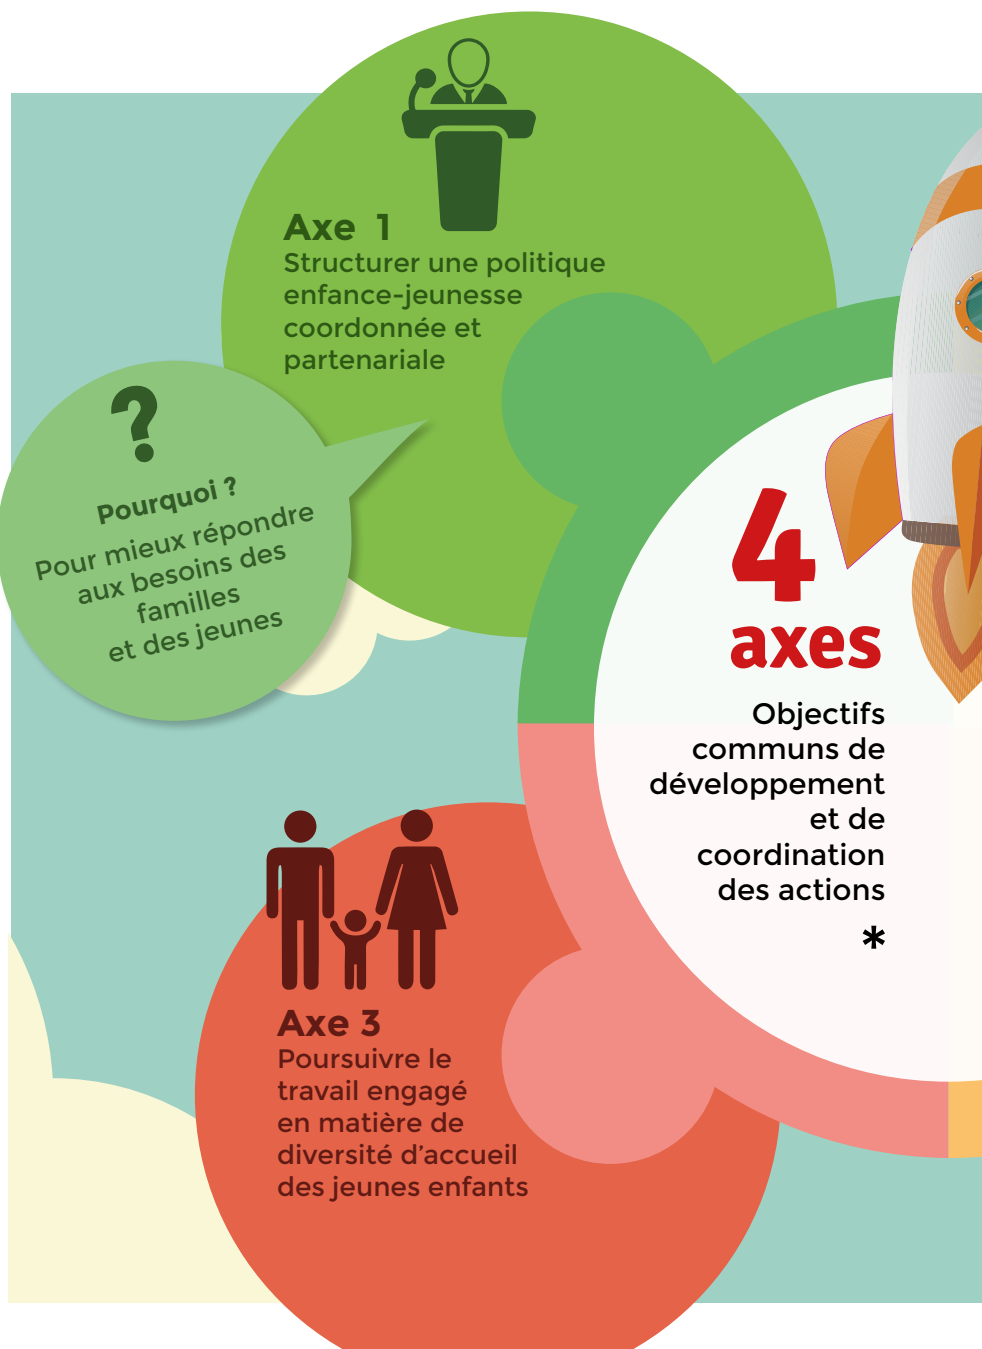 Axe 1
Structurer une politique
enfance-jeunesse
coordonnée et
partenariale
?
Pourquoi ?
Pour mieux répondre
aux besoins des
familles
et des jeunes
4
axes
Objectifs
communs de
développement
et de
coordination
des actions
*
Axe 3
Poursuivre le
travail engagé
en matière de
diversité d’accueil
des jeunes enfants